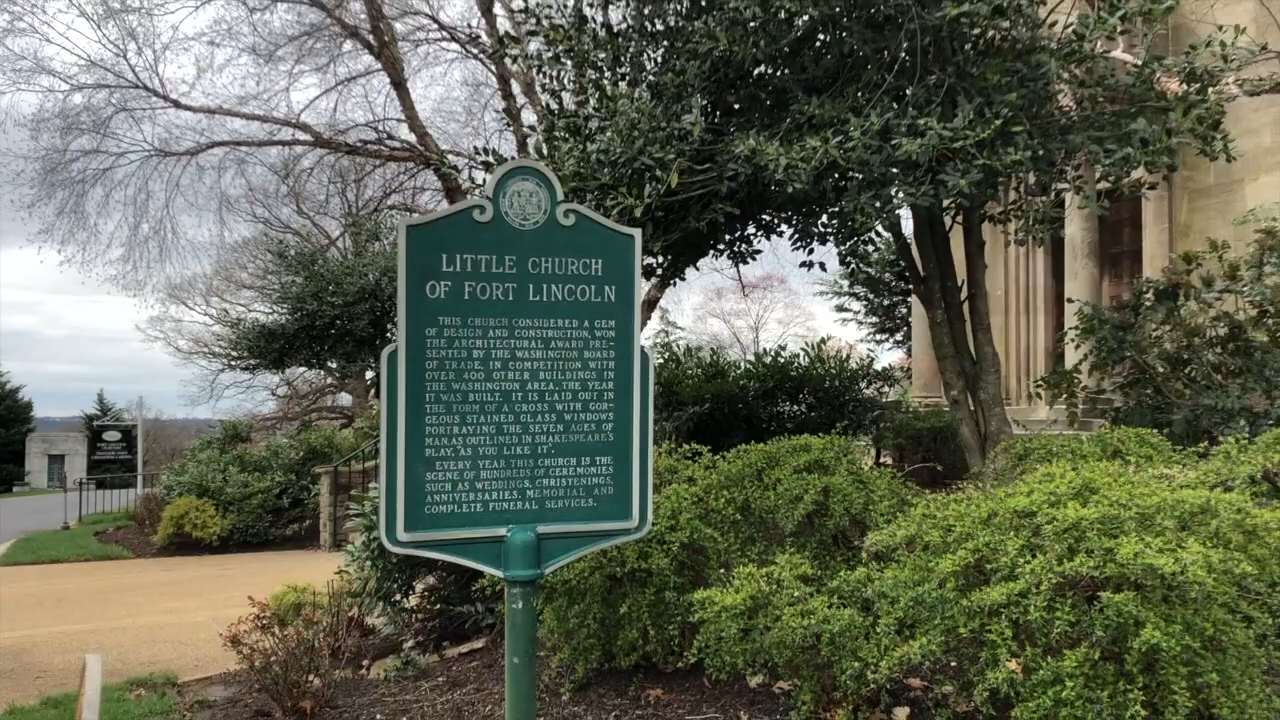 LITTLE CHURCH
OF FORT LINCOLN
THIS CHURCH CONSIDERED A GEM
OF DESIGN AND CONSTRUCTION, WON
THE ARCHITECTURAL AWARD PRE-
SENTED BY THE WASHINGTON BOARD
OF TRADE, IN COMPETITION WITH
OVER 400 OTHER BUILDINGS IN
THE WASHINGTON AREA, THE YEAR
IT WAS BUILT. IT IS LAID OUT IN
THE FORM OF A CROSS WITH GOR-
GEOUS STAINED GLASS WINDOWS
PORTRAYING THE SEVEN AGES OF
MAN, AS OUTLINED IN SHAKESPEARE'S
PLAY, "AS YOU LIKE IT".
EVERY YEAR THIS CHURCH IS THE
SCENE OF HUNDREDS OF CEREMONIES
SUCH AS WEDDINGS, CHRISTENINGS,
ANNIVERSARIES, MEMORIAL AND
COMPLETE FUNERAL SERVICES.
FORT LINCOLN